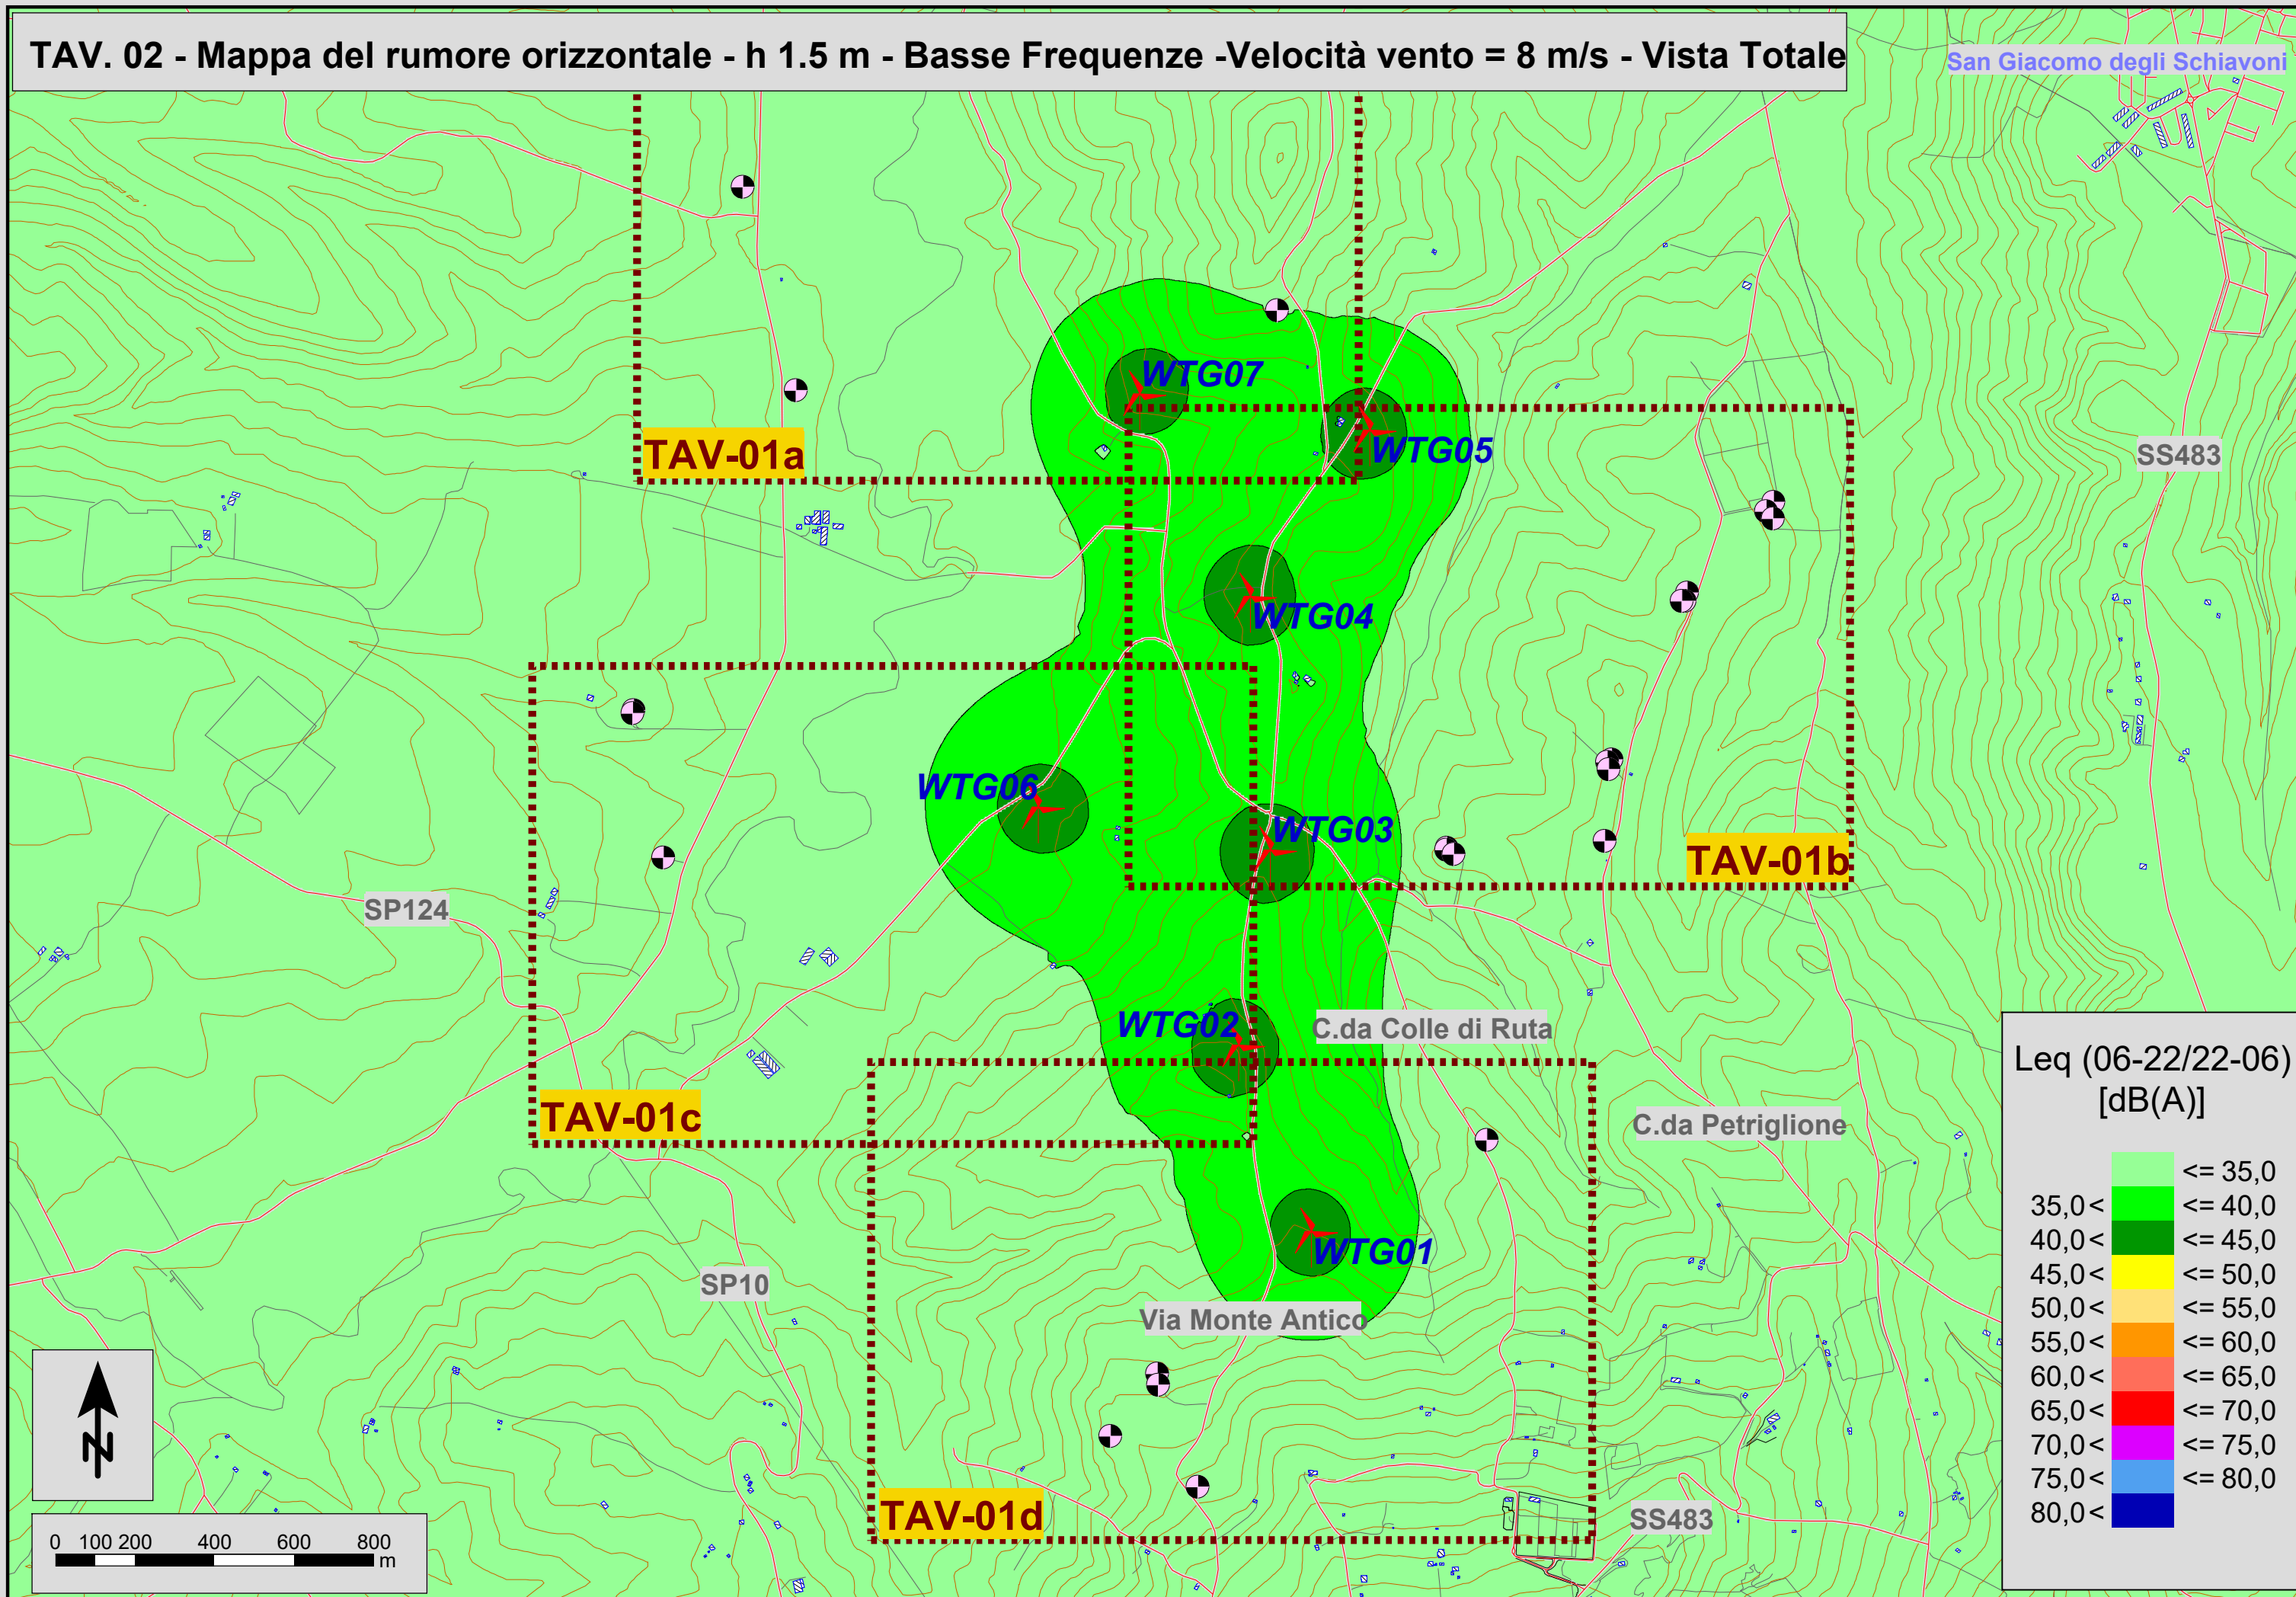 TAV. 02 - Mappa del rumore orizzontale - h 1.5 m - Basse Frequenze -Velocità vento = 8 m/s - Vista Totale
San Giacomo degli Schiavoni
WTG07
WTG05
TAV-01a
SS483
WTG04
WTG06
WTG03
TAV-01b
SP124
WTG02
C.da Colle di Ruta
TAV-01c
C.da Petriglione
WTG01
SP10
Via Monte Antico
TAV-01d
SS483
Leq (06-22/22-06)
[dB(A)]
<= 35,0
35,0 < <= 40,0
40,0 < <= 45,0
45,0 < <= 50,0
50,0 < <= 55,0
55,0 < <= 60,0
60,0 < <= 65,0
65,0 < <= 70,0
70,0 < <= 75,0
75,0 < <= 80,0
80,0 <
N
0 100 200 400 600 800
m